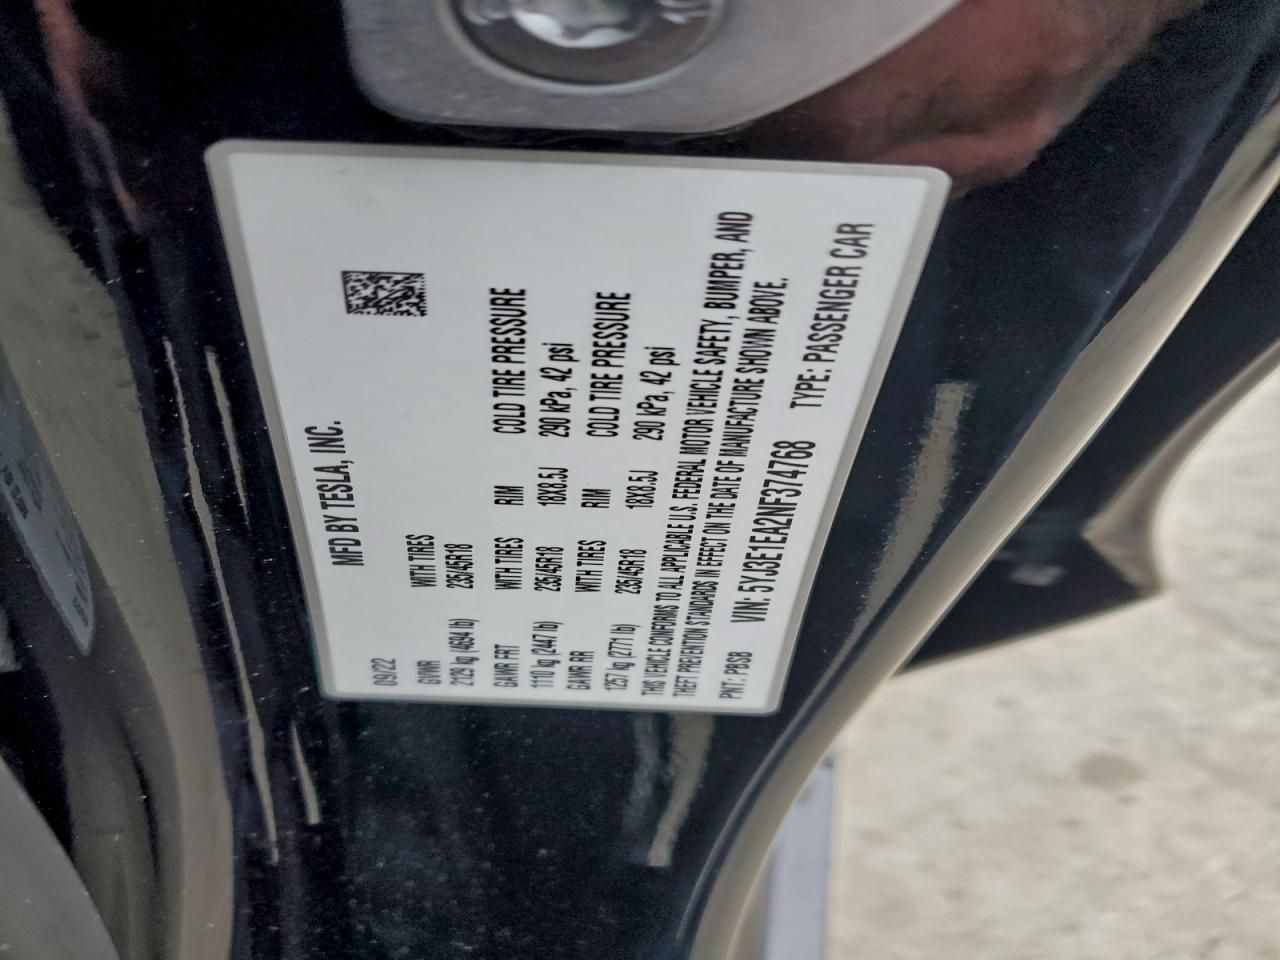 MFD BY TESLA, INC.
09/22
GVWR WITH TIRES
2129 kg (4694 lb) 235/45R18
GAWR FRT WITH TIRES RIM COLD TIRE PRESSURE
1110 kg (2447 lb) 235/45R18 18X8.5J 290 kPa, 42 psi
GAWR RR WITH TIRES RIM COLD TIRE PRESSURE
1257 kg (2771 lb) 235/45R18 18X8.5J 290 kPa, 42 psi
THIS VEHICLE CONFORMS TO ALL APPLICABLE U.S. FEDERAL MOTOR VEHICLE SAFETY, BUMPER, AND
THEFT PREVENTION STANDARDS IN EFFECT ON THE DATE OF MANUFACTURE SHOWN ABOVE.
PNT: PBSB VIN: 5YJ3E1EA2NF374768 TYPE: PASSENGER CAR